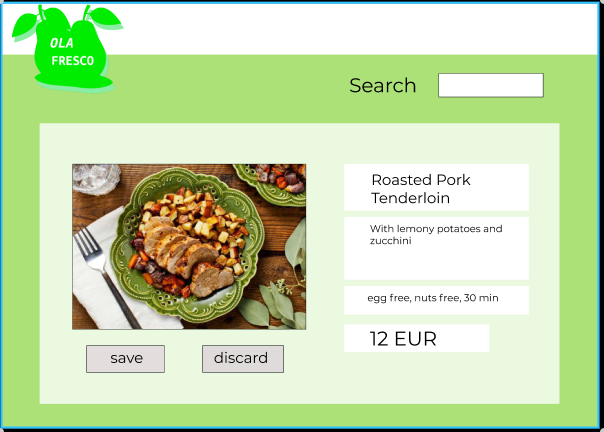 OLA
FRESCO
Search
Roasted Pork
Tenderloin
With lemony potatoes and
zucchini
egg free, nuts free, 30 min
12 EUR
save
discard